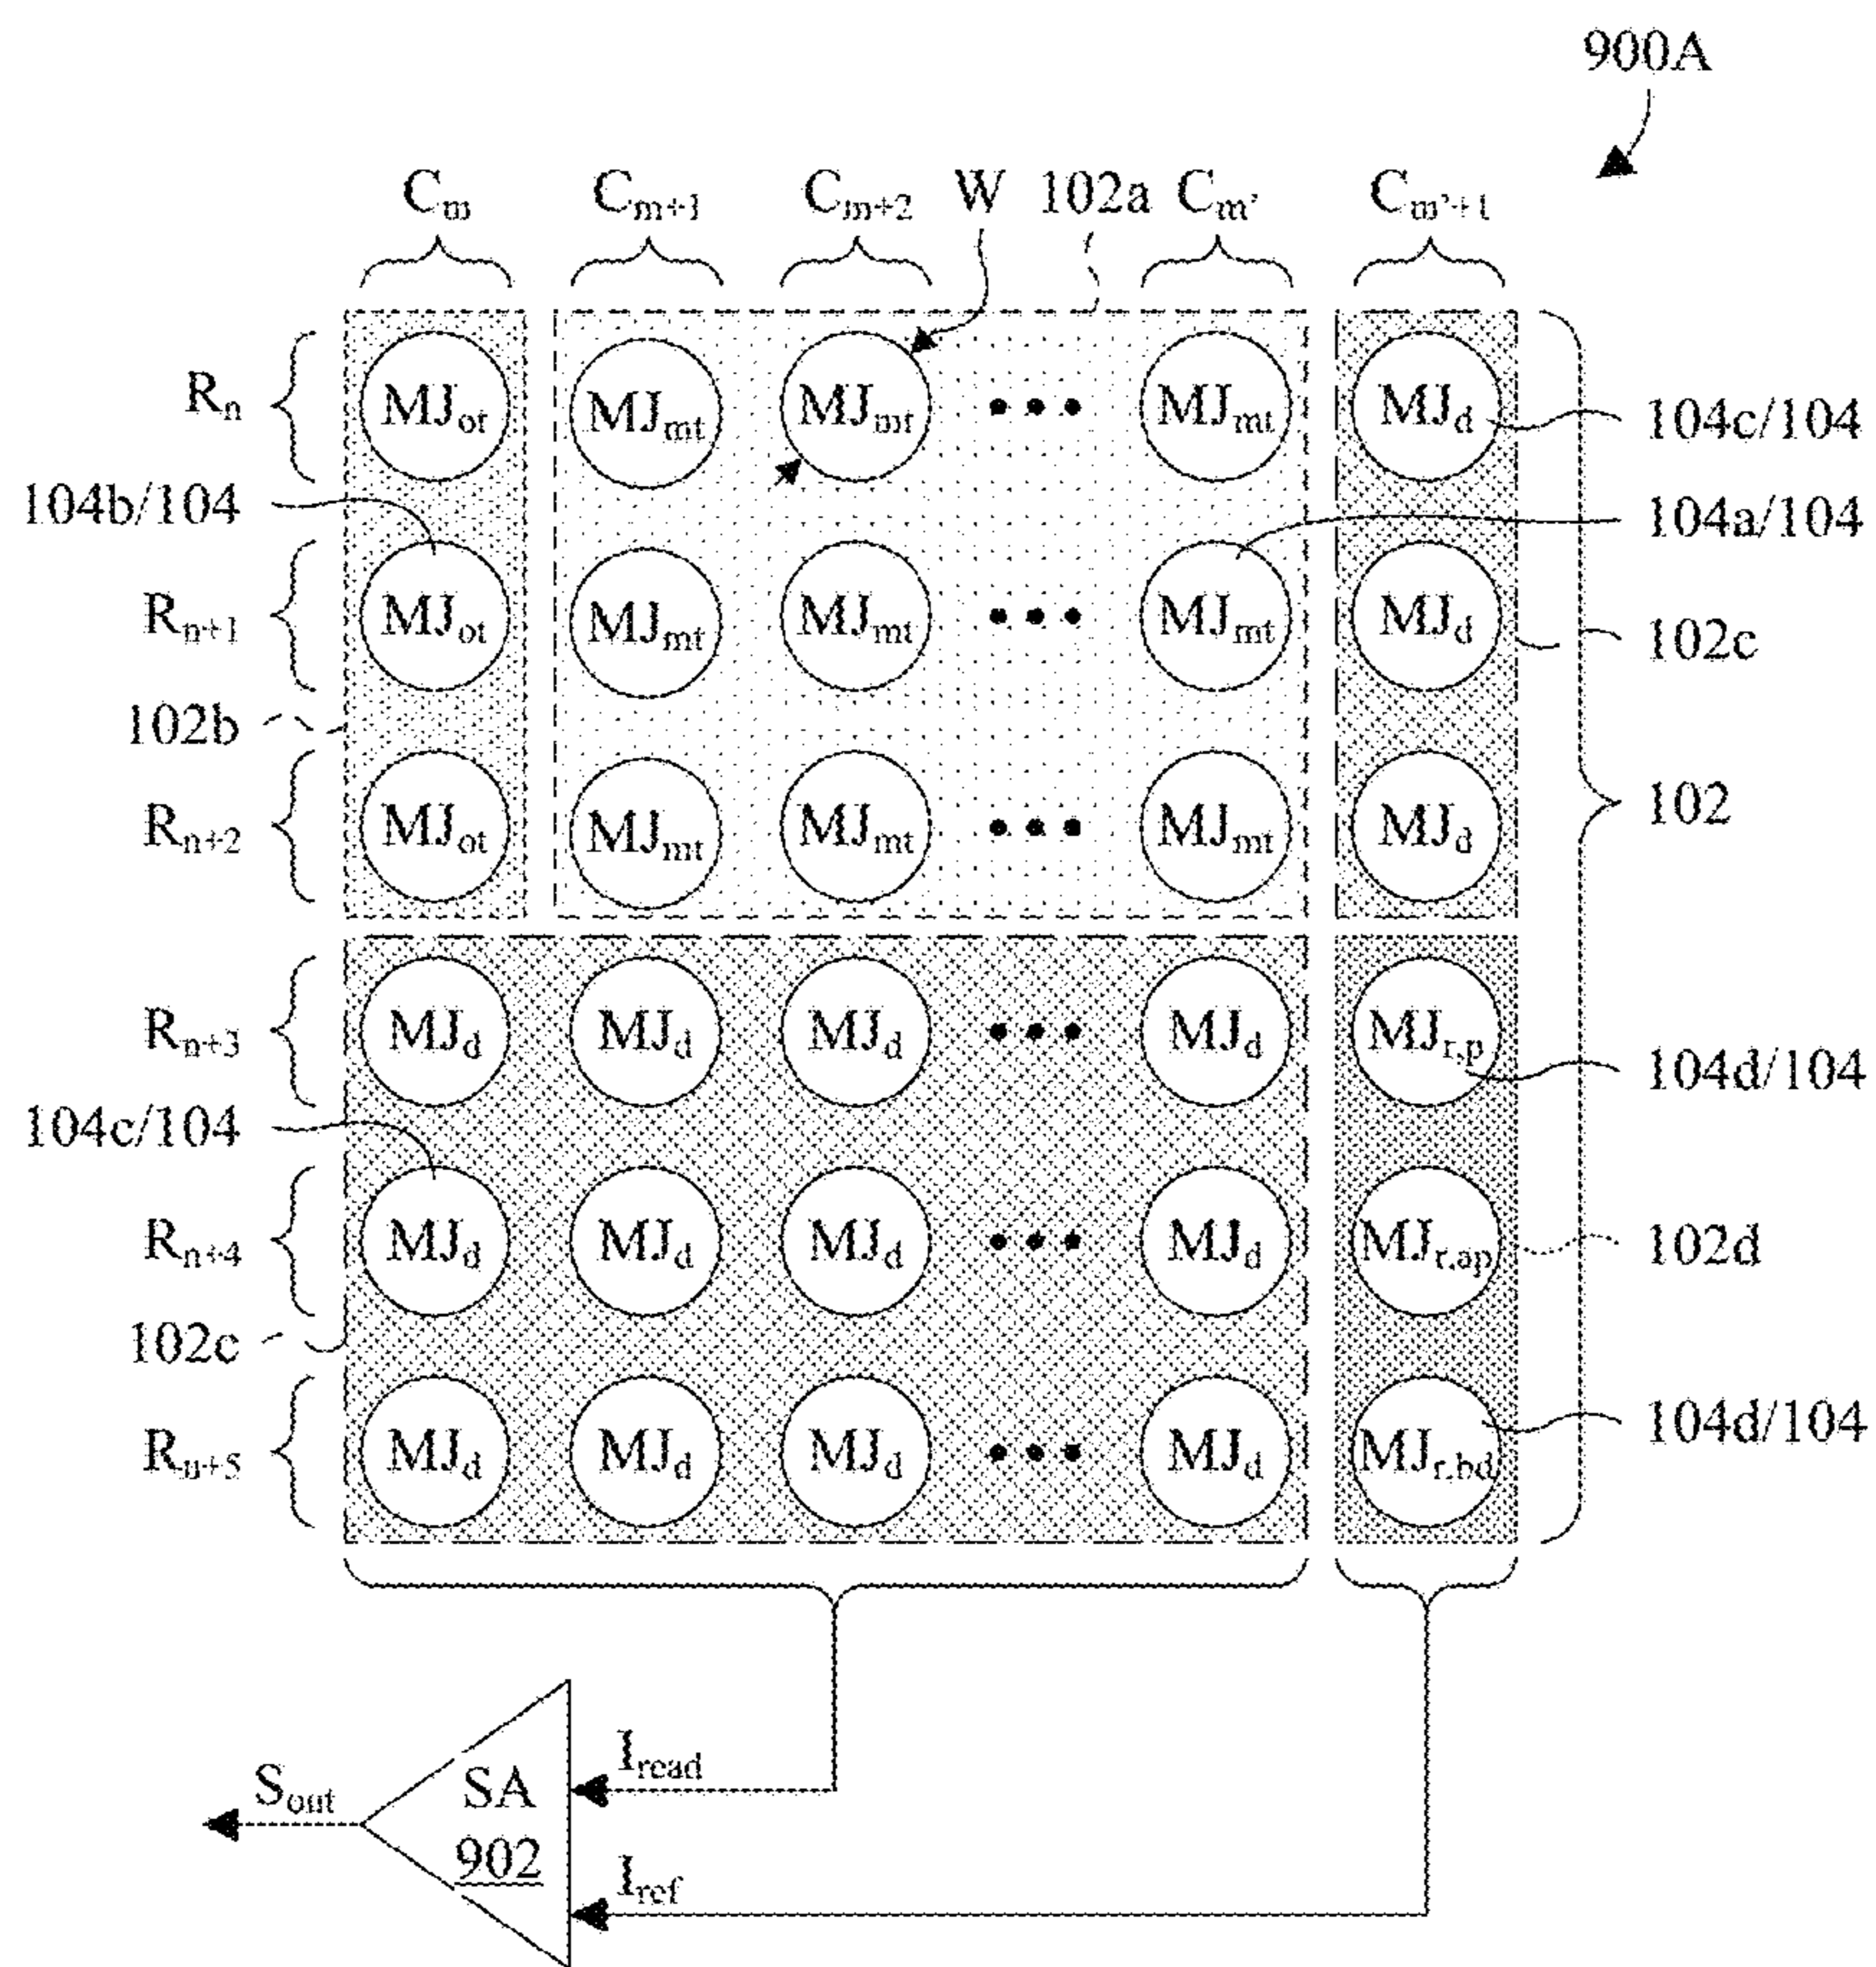 900A
Cm Cm+1 Cm+2 W 102a Cm' Cm'+1
Rn MJot MJmt MJmt ••• MJmt MJd 104c/104
104b/104 104a/104
Rn+1 MJot MJmt MJmt ••• MJmt MJd 102c
102b
Rn+2 MJot MJmt MJmt ••• MJmt MJd 102
Rn+3 MJd MJd MJd ••• MJd MJr,p 104d/104
104c/104
Rn+4 MJd MJd MJd ••• MJd MJr,ap 102d
102c
Rn+5 MJd MJd MJd ••• MJd MJr,bd 104d/104
Iread
Sout SA
902
Iref